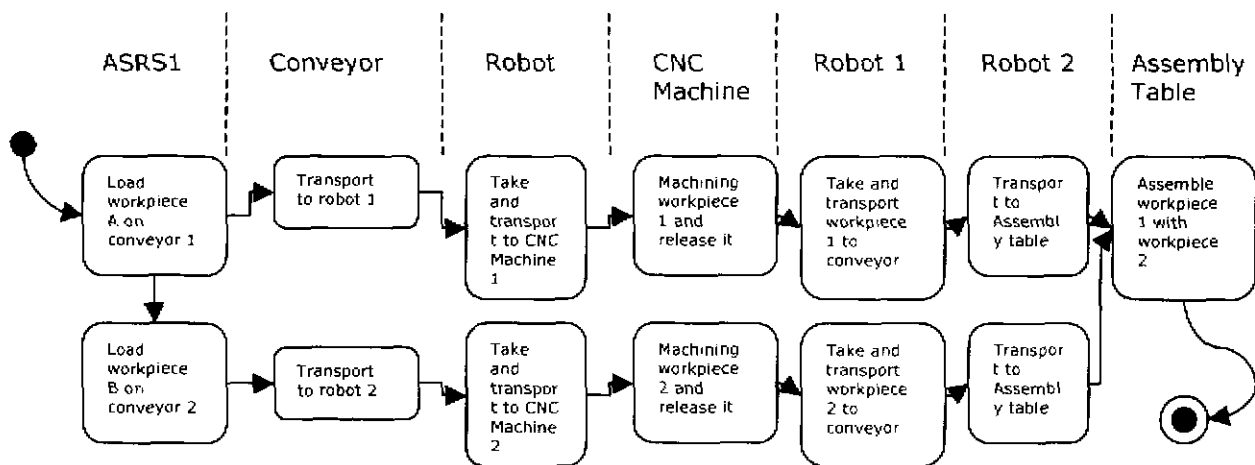 ASRS1
Conveyor
Robot
CNC
Machine
Robot 1
Robot 2
Assembly
Table
Load
workpiece
A on
conveyor 1
Transport
to robot 1
Take
and
transpor
t to CNC
Machine
1
Machining
workpiece
1 and
release it
Take and
transport
workpiece
1 to
conveyor
Transpor
t to
Assembl
y table
Assemble
workpiece
1 with
workpiece
2
Load
workpiece
B on
conveyor 2
Transport
to robot 2
Take
and
transpor
t to CNC
Machine
2
Machining
workpiece
2 and
release it
Take and
transport
workpiece
2 to
conveyor
Transpor
t to
Assembl
y table